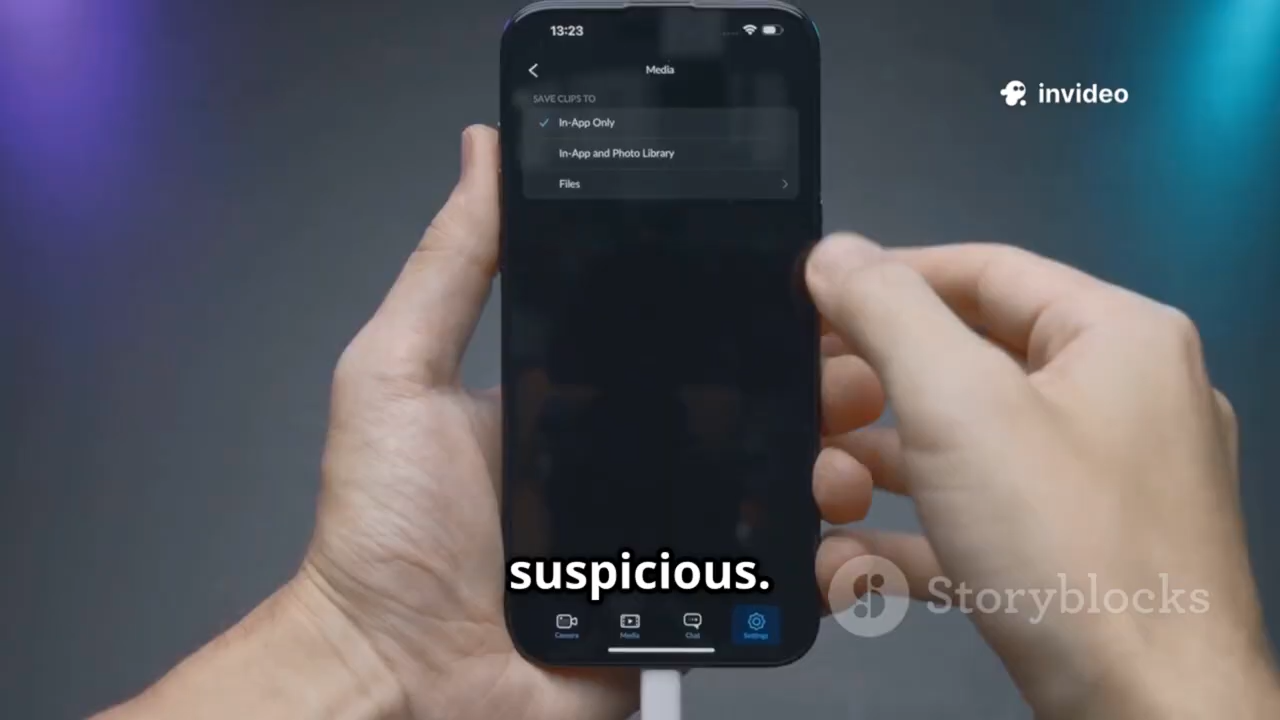 13:23
Media
invideo
SAVE CLIPS TO
In-App Only
In-App and Photo Library
Files
suspicious.
Storyblocks
Camera
Media
Chat
Settings